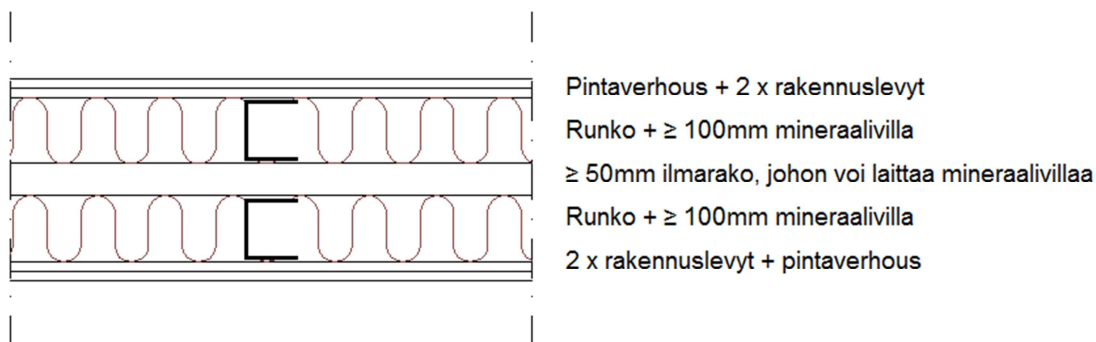 Pintaverhous + 2 x rakennuslevyt
Runko + ≥ 100mm mineraalivilla
≥ 50mm ilmarako, johon voi laittaa mineraalivillaa
Runko + ≥ 100mm mineraalivilla
2 x rakennuslevyt + pintaverhous